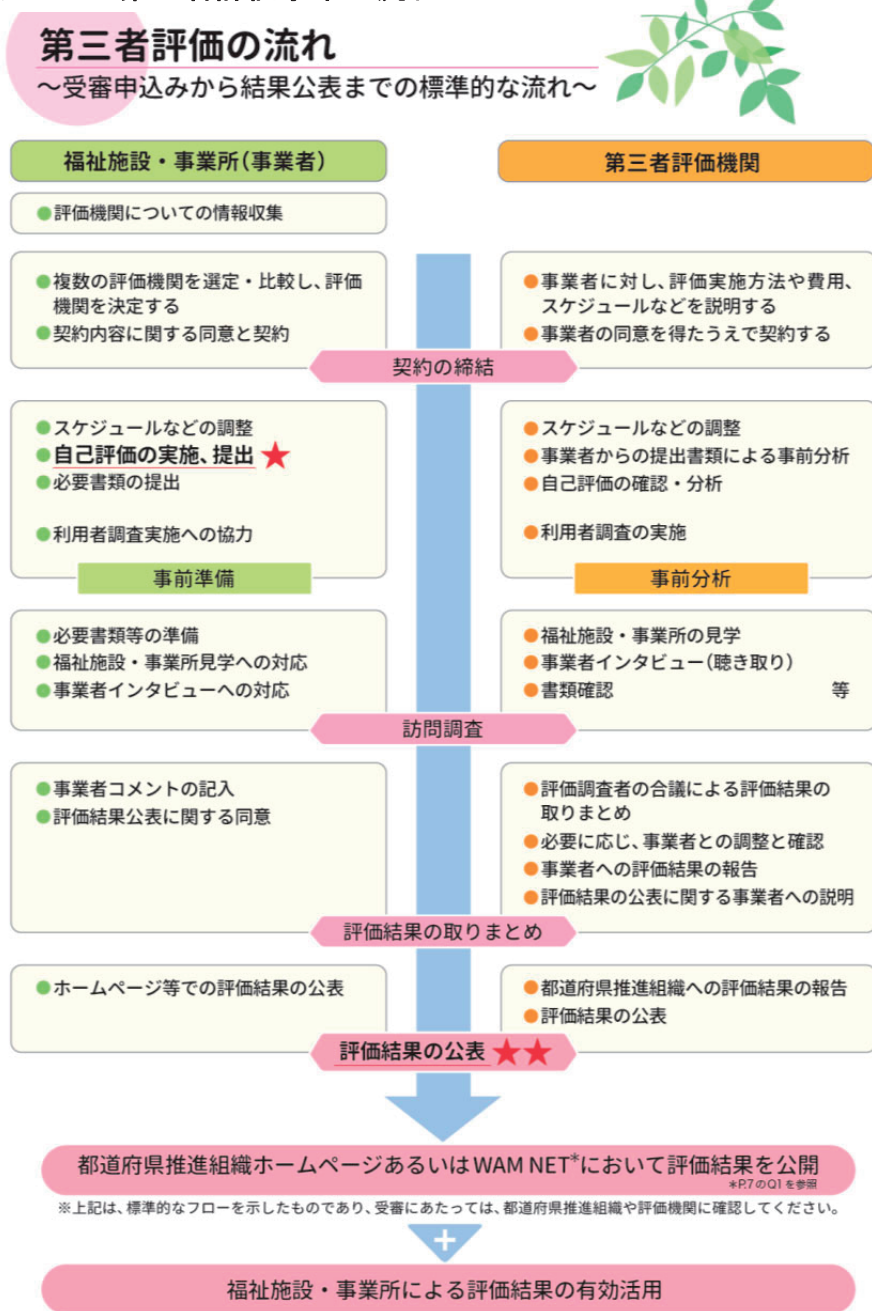 第三者評価の流れ
～受審申込みから結果公表までの標準的な流れ～
福祉施設・事業所（事業者）
第三者評価機関
●評価機関についての情報収集
●複数の評価機関を選定・比較し、評価
機関を決定する
●契約内容に関する同意と契約
●事業者に対し、評価実施方法や費用、
スケジュールなどを説明する
●事業者の同意を得たうえで契約する
契約の締結
●スケジュールなどの調整
●自己評価の実施、提出 ★
●必要書類の提出
●利用者調査実施への協力
事前準備
●スケジュールなどの調整
●事業者からの提出書類による事前分析
●自己評価の確認・分析
●利用者調査の実施
事前分析
●必要書類等の準備
●福祉施設・事業所見学への対応
●事業者インタビューへの対応
●福祉施設・事業所の見学
●事業者インタビュー（聴き取り）
●書類確認 等
訪問調査
●事業者コメントの記入
●評価結果公表に関する同意
●評価調査者の合議による評価結果の
取りまとめ
●必要に応じ、事業者との調整と確認
●事業者への評価結果の報告
●評価結果の公表に関する事業者への説明
評価結果の取りまとめ
●ホームページ等での評価結果の公表
●都道府県推進組織への評価結果の報告
●評価結果の公表
評価結果の公表 ★★
都道府県推進組織ホームページあるいはWAM NET*において評価結果を公開
*P.7のQ1を参照
※上記は、標準的なフローを示したものであり、受審にあたっては、都道府県推進組織や評価機関に確認してください。
+
福祉施設・事業所による評価結果の有効活用